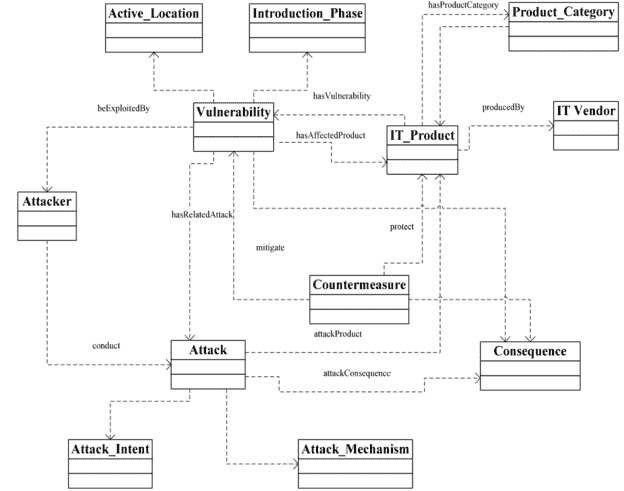 hasProductCategory
Active_Location
Introduction_Phase
Product_Category
hasVulnerability
Vulnerability
producedBy
IT Vendor
beExploitedBy
hasAffectedProduct
IT_Product
Attacker
hasRelatedAttack
protect
mitigate
Countermeasure
attackProduct
conduct
Attack
Consequence
attackConsequence
Attack_Intent
Attack_Mechanism